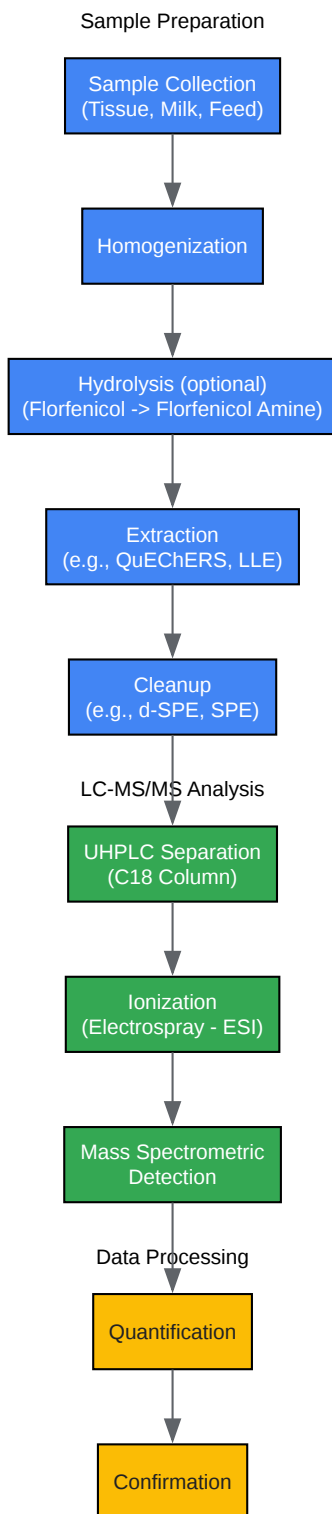 Sample Preparation
Sample Collection
(Tissue, Milk, Feed)
Homogenization
Hydrolysis (optional)
(Florfenicol -> Florfenicol Amine)
Extraction
(e.g., QuEChERS, LLE)
Cleanup
(e.g., d-SPE, SPE)
LC-MS/MS Analysis
UHPLC Separation
(C18 Column)
Ionization
(Electrospray - ESI)
Mass Spectrometric
Detection
Data Processing
Quantification
Confirmation